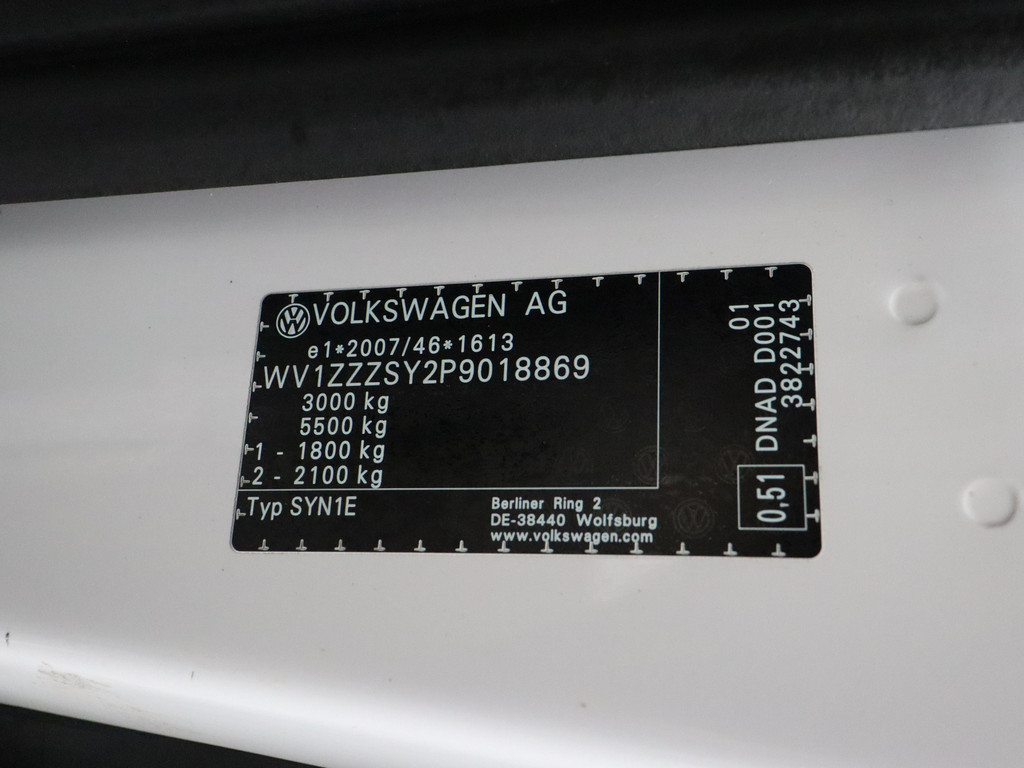 VOLKSWAGEN AG
e1*2007/46*1613
WV1ZZZSY2P9018869
3000 kg
5500 kg
1 - 1800 kg
2 - 2100 kg
Typ SYN1E
Berliner Ring 2
DE-38440 Wolfsburg
www.volkswagen.com
01
DNAD D001
3822743
0,51